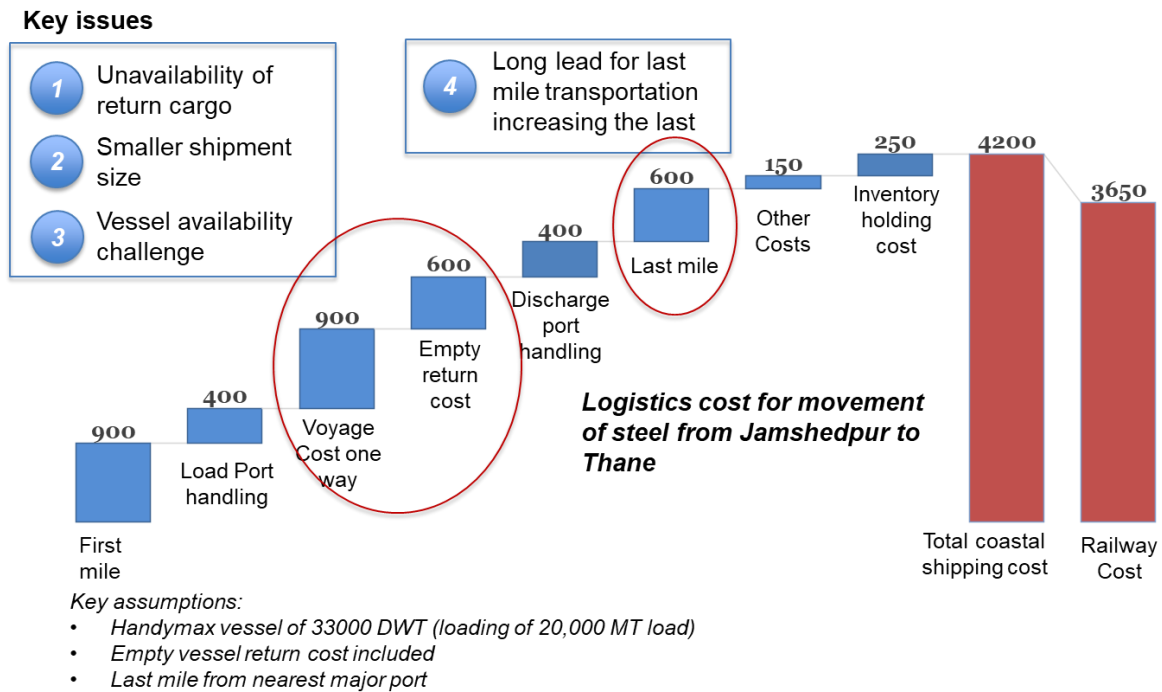 Key issues
1
Unavailability of
return cargo
2
Smaller shipment
size
3
Vessel availability
challenge
4
Long lead for last
mile transportation
increasing the last
900
First
mile
400
Load Port
handling
900
Voyage
Cost one
way
600
Empty
return
cost
400
Discharge
port
handling
600
Last mile
150
Other
Costs
250
Inventory
holding
cost
4200
Total coastal
shipping cost
3650
Railway
Cost
Logistics cost for movement
of steel from Jamshedpur to
Thane
Key assumptions:
• Handymax vessel of 33000 DWT (loading of 20,000 MT load)
• Empty vessel return cost included
• Last mile from nearest major port